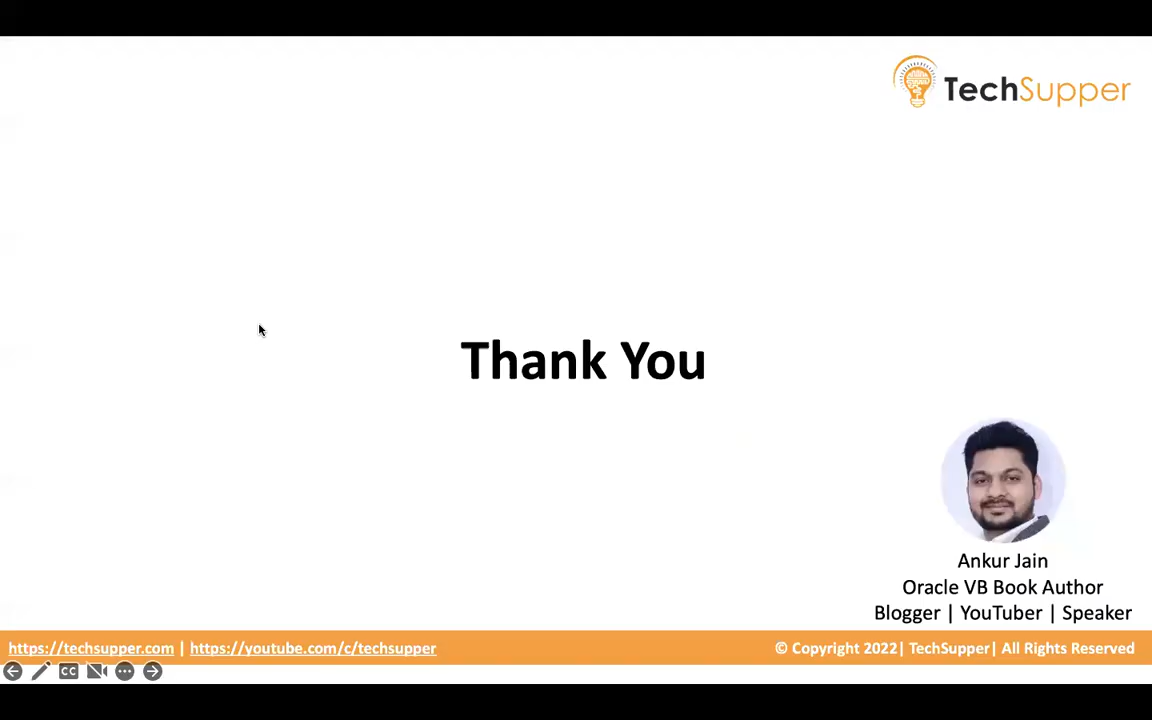 TechSupper
Thank You
Ankur Jain
Oracle VB Book Author
Blogger | YouTuber | Speaker
https://techsupper.com | https://youtube.com/c/techsupper
© Copyright 2022| TechSupper| All Rights Reserved
CC